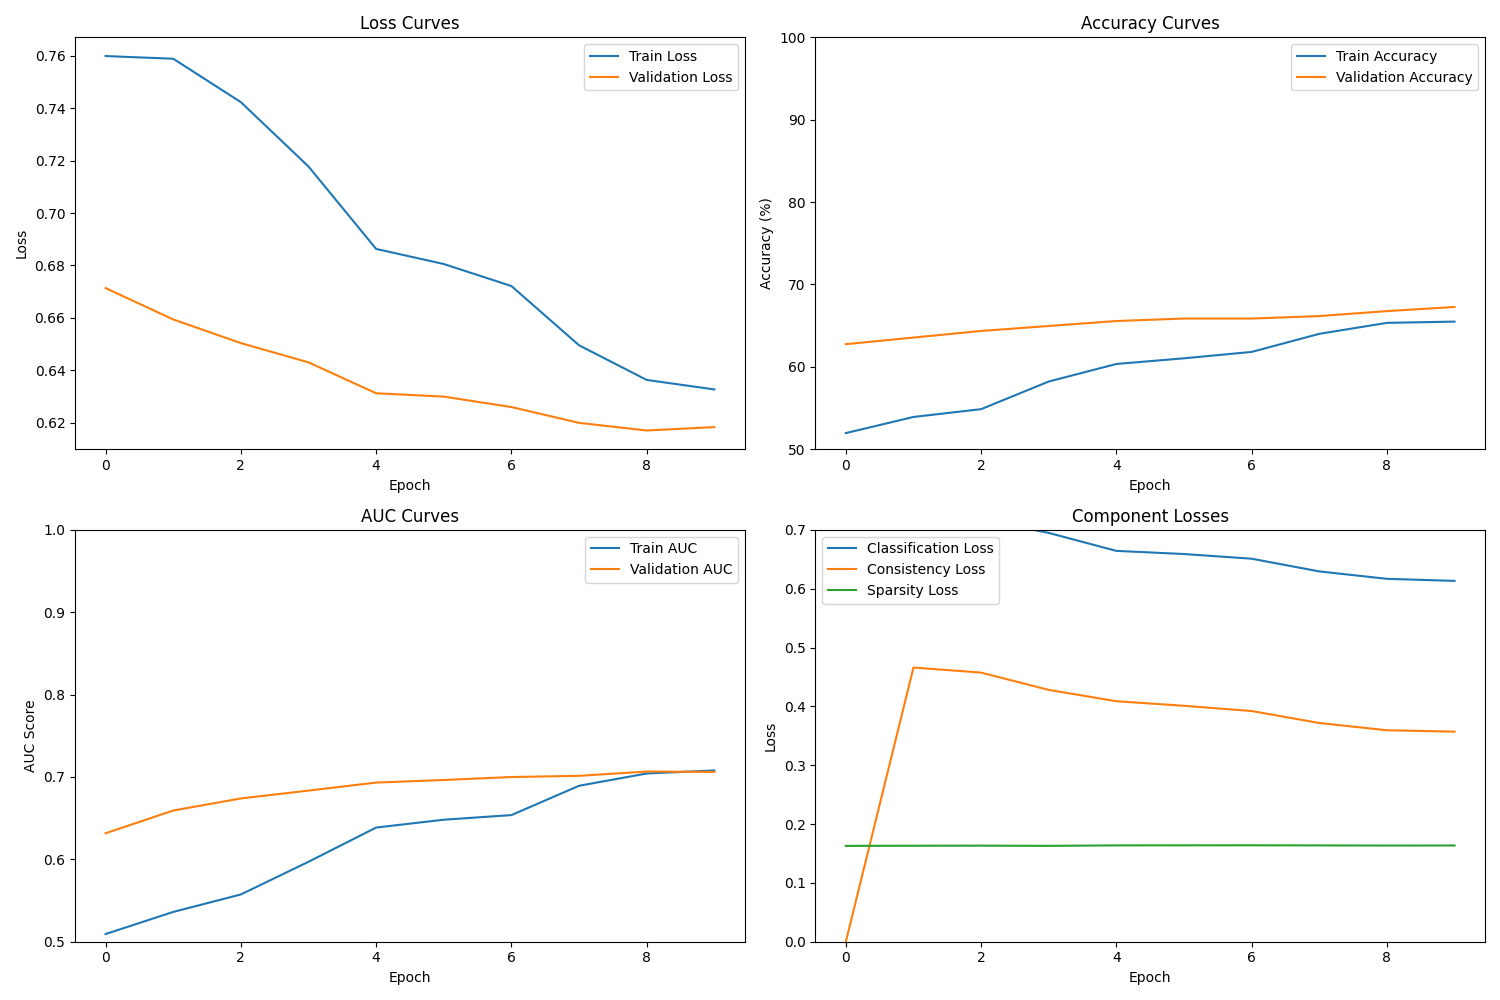 Loss Curves
0.76
0.74
0.72
0.70
0.68
0.66
0.64
0.62
Loss
Train Loss
Validation Loss
0 2 4 6 8
Epoch
Accuracy Curves
100
90
80
70
60
50
Accuracy (%)
Train Accuracy
Validation Accuracy
0 2 4 6 8
Epoch
AUC Curves
1.0
0.9
0.8
0.7
0.6
0.5
AUC Score
Train AUC
Validation AUC
0 2 4 6 8
Epoch
Component Losses
0.7
0.6
0.5
0.4
0.3
0.2
0.1
0.0
Loss
Classification Loss
Consistency Loss
Sparsity Loss
0 2 4 6 8
Epoch